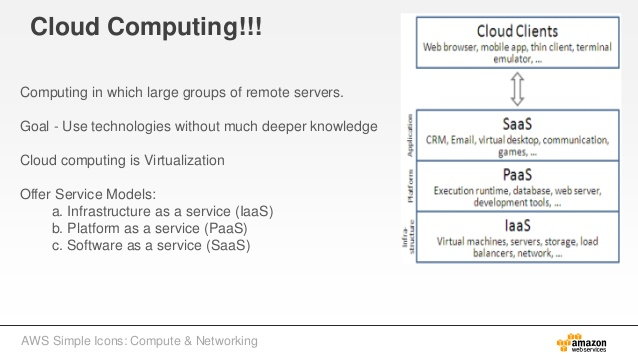 Cloud Computing!!!
Computing in which large groups of remote servers.
Goal - Use technologies without much deeper knowledge
Cloud computing is Virtualization
Offer Service Models:
a. Infrastructure as a service (IaaS)
b. Platform as a service (PaaS)
c. Software as a service (SaaS)
Cloud Clients
Web browser, mobile app, thin client, terminal
emulator, ...
Application
SaaS
CRM, Email, virtual desktop, communication,
games, ...
Platform
PaaS
Execution runtime, database, web server,
development tools, ...
Infra-
structure
IaaS
Virtual machines, servers, storage, load
balancers, network, ...
AWS Simple Icons: Compute & Networking
amazon
webservices